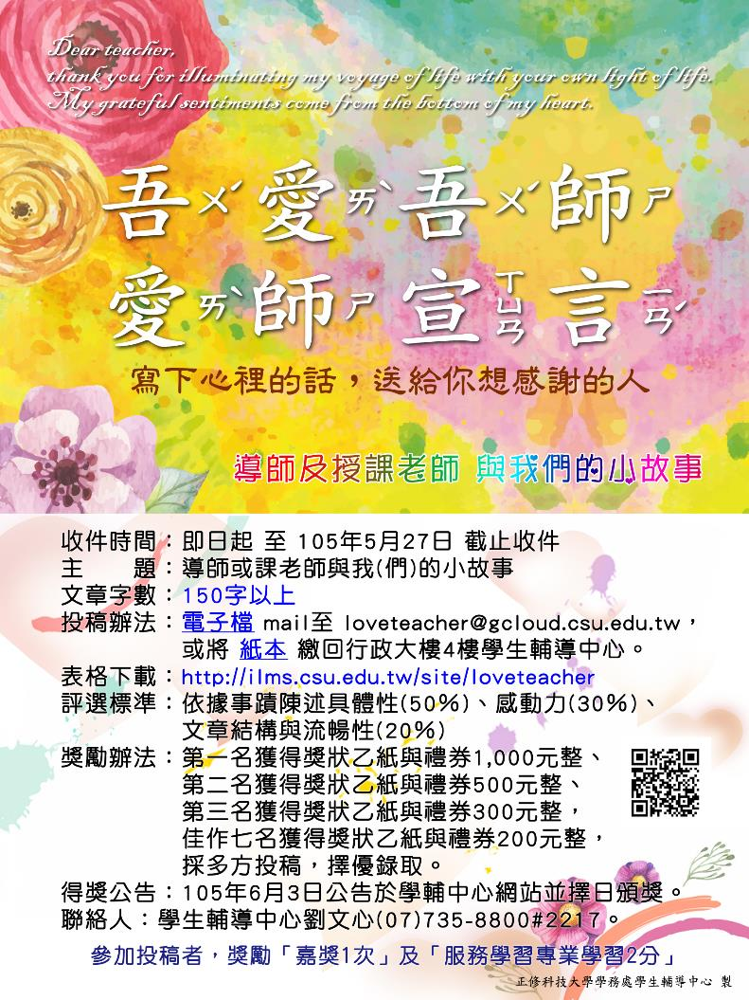 Dear teacher,
thank you for illuminating my voyage of life with your own light of life.
My grateful sentiments come from the bottom of my heart.
吾ㄨˊ愛ㄞˋ吾ㄨˊ師ㄕ
愛ㄞˋ師ㄕ宣ㄒㄩㄢ言ㄧㄢˊ
寫下心裡的話，送給你想感謝的人
導師及授課老師 與我們的小故事
收件時間：即日起 至 105年5月27日 截止收件
主　　題：導師或課老師與我(們)的小故事
文章字數：150字以上
投稿辦法：電子檔 mail至 loveteacher@gcloud.csu.edu.tw，
或將 紙本 繳回行政大樓4樓學生輔導中心。
表格下載：http://ilms.csu.edu.tw/site/loveteacher
評選標準：依據事蹟陳述具體性(50%)、感動力(30%)、
文章結構與流暢性(20%)
獎勵辦法：第一名獲得獎狀乙紙與禮券1,000元整、
第二名獲得獎狀乙紙與禮券500元整、
第三名獲得獎狀乙紙與禮券300元整，
佳作七名獲得獎狀乙紙與禮券200元整，
採多方投稿，擇優錄取。
得獎公告：105年6月3日公告於學輔中心網站並擇日頒獎。
聯絡人：學生輔導中心劉文心(07)735-8800#2217。
參加投稿者，獎勵「嘉獎1次」及「服務學習專業學習2分」
正修科技大學學務處學生輔導中心 製